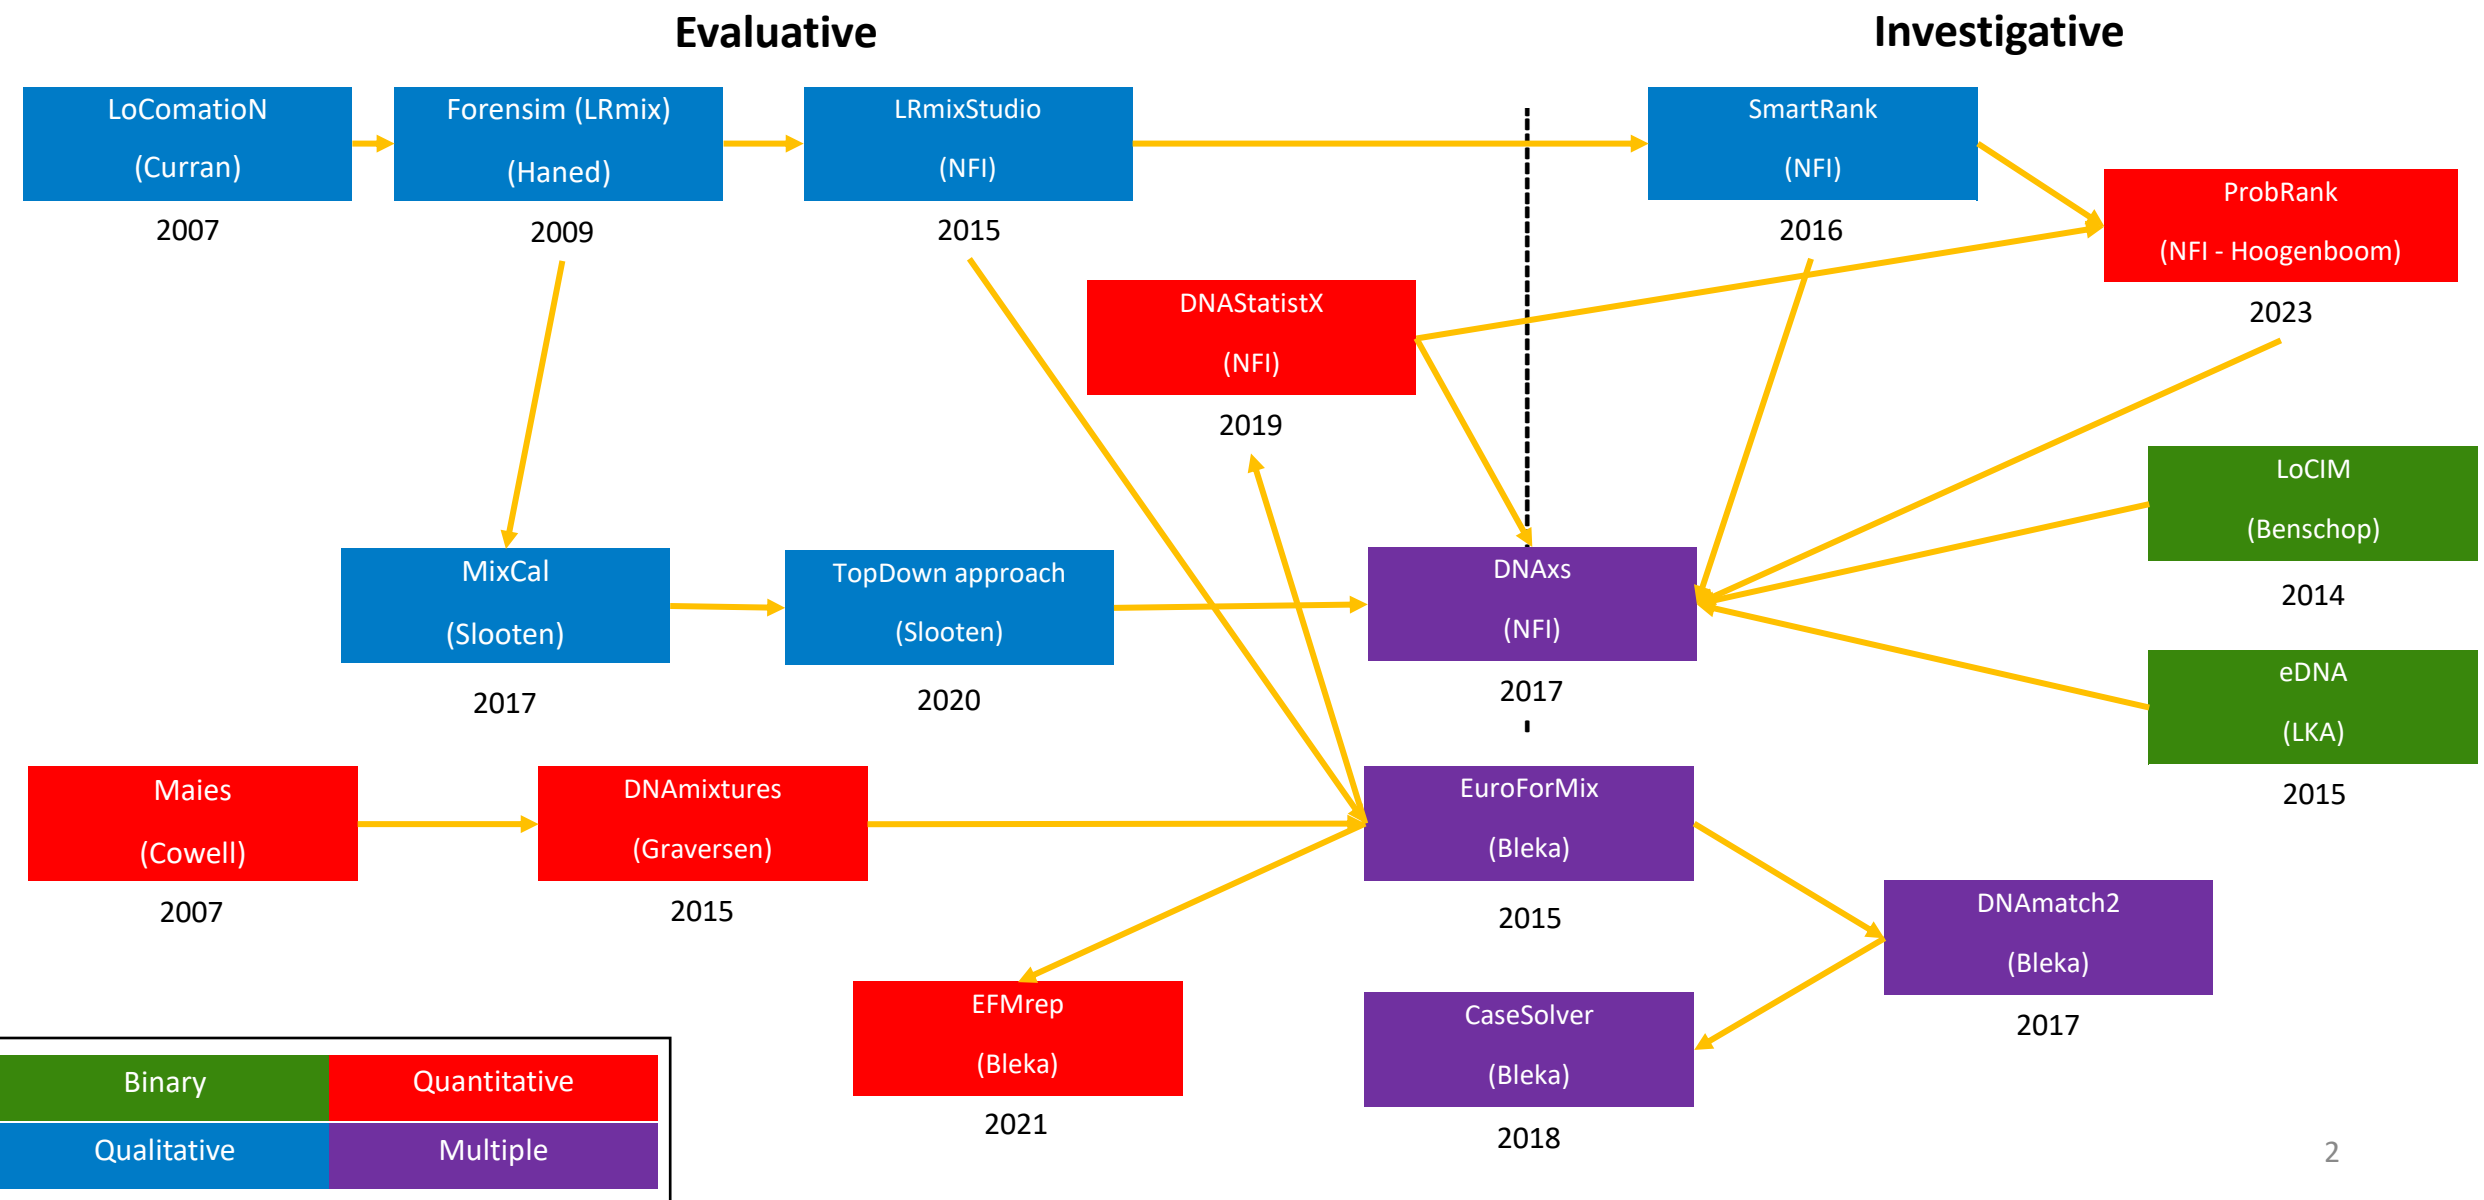 Evaluative
Investigative
LoComatioN
(Curran)
2007
Forensim (LRmix)
(Haned)
2009
LRmixStudio
(NFI)
2015
SmartRank
(NFI)
2016
ProbRank
(NFI - Hoogenboom)
2023
DNAStatistX
(NFI)
2019
LoCIM
(Benschop)
2014
MixCal
(Slooten)
2017
TopDown approach
(Slooten)
2020
DNAxs
(NFI)
2017
eDNA
(LKA)
2015
Maies
(Cowell)
2007
DNAmixtures
(Graversen)
2015
EuroForMix
(Bleka)
2015
DNAmatch2
(Bleka)
2017
EFMrep
(Bleka)
2021
CaseSolver
(Bleka)
2018
Binary
Quantitative
Qualitative
Multiple
2